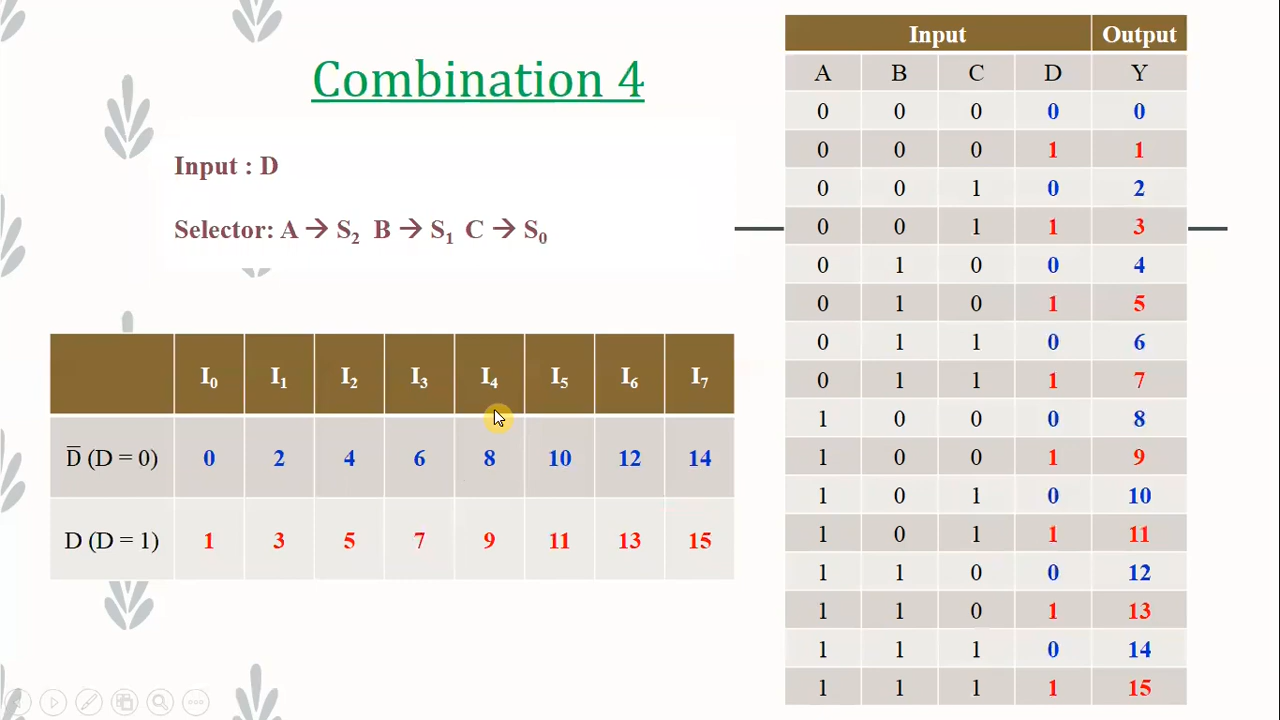 Combination 4
Input : D
Selector: A → S₂ B → S₁ C → S₀
I₀ I₁ I₂ I₃ I₄ I₅ I₆ I₇
D̅ (D = 0) 0 2 4 6 8 10 12 14
D (D = 1) 1 3 5 7 9 11 13 15
Input Output
A B C D Y
0 0 0 0 0
0 0 0 1 1
0 0 1 0 2
0 0 1 1 3
0 1 0 0 4
0 1 0 1 5
0 1 1 0 6
0 1 1 1 7
1 0 0 0 8
1 0 0 1 9
1 0 1 0 10
1 0 1 1 11
1 1 0 0 12
1 1 0 1 13
1 1 1 0 14
1 1 1 1 15